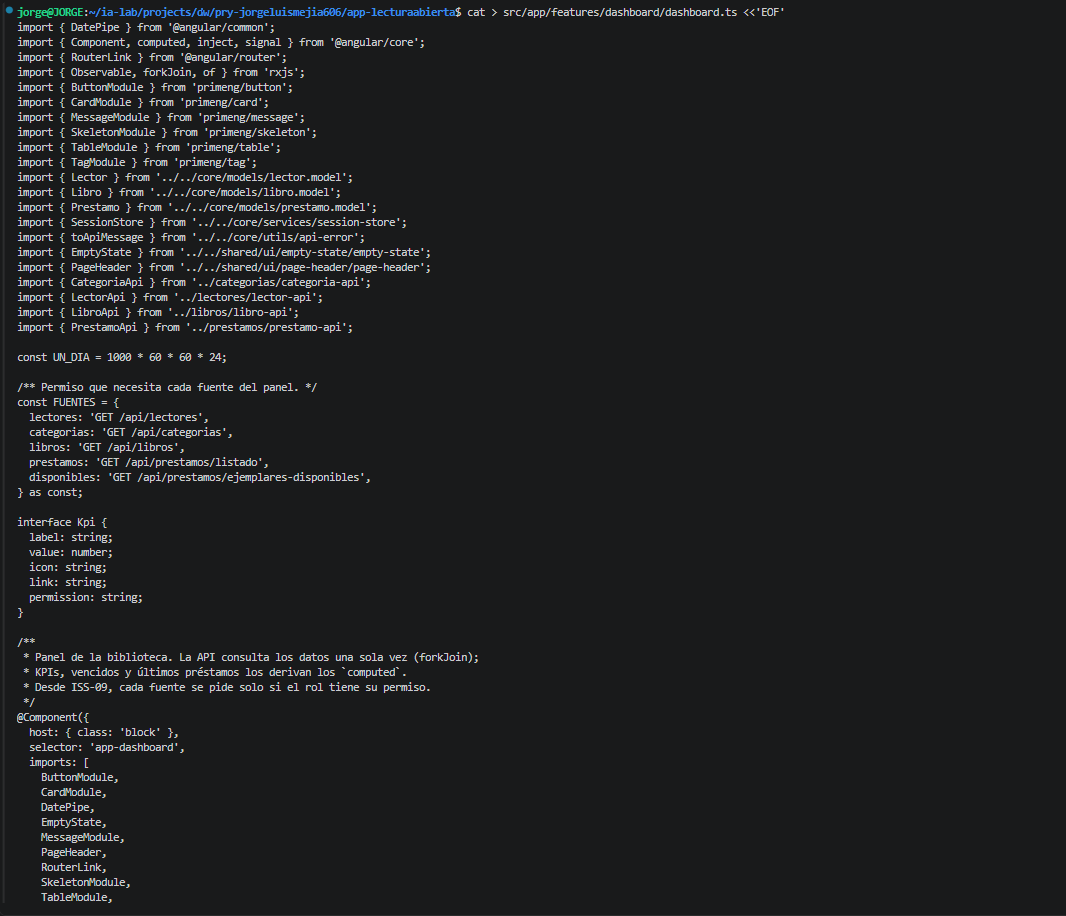 jorge@JORGE:~/ia-lab/projects/dw/pry-jorgeluismejia606/app-lecturaabierta$ cat > src/app/features/dashboard/dashboard.ts <<'EOF'
import { DatePipe } from '@angular/common';
import { Component, computed, inject, signal } from '@angular/core';
import { RouterLink } from '@angular/router';
import { Observable, forkJoin, of } from 'rxjs';
import { ButtonModule } from 'primeng/button';
import { CardModule } from 'primeng/card';
import { MessageModule } from 'primeng/message';
import { SkeletonModule } from 'primeng/skeleton';
import { TableModule } from 'primeng/table';
import { TagModule } from 'primeng/tag';
import { Lector } from '../../core/models/lector.model';
import { Libro } from '../../core/models/libro.model';
import { Prestamo } from '../../core/models/prestamo.model';
import { SessionStore } from '../../core/services/session-store';
import { toApiMessage } from '../../core/utils/api-error';
import { EmptyState } from '../../shared/ui/empty-state/empty-state';
import { PageHeader } from '../../shared/ui/page-header/page-header';
import { CategoriaApi } from '../categorias/categoria-api';
import { LectorApi } from '../lectores/lector-api';
import { LibroApi } from '../libros/libro-api';
import { PrestamoApi } from '../prestamos/prestamo-api';

const UN_DIA = 1000 * 60 * 60 * 24;

/** Permiso que necesita cada fuente del panel. */
const FUENTES = {
  lectores: 'GET /api/lectores',
  categorias: 'GET /api/categorias',
  libros: 'GET /api/libros',
  prestamos: 'GET /api/prestamos/listado',
  disponibles: 'GET /api/prestamos/ejemplares-disponibles',
} as const;

interface Kpi {
  label: string;
  value: number;
  icon: string;
  link: string;
  permission: string;
}

/**
 * Panel de la biblioteca. La API consulta los datos una sola vez (forkJoin);
 * KPIs, vencidos y últimos préstamos los derivan los `computed`.
 * Desde ISS-09, cada fuente se pide solo si el rol tiene su permiso.
 */
@Component({
  host: { class: 'block' },
  selector: 'app-dashboard',
  imports: [
    ButtonModule,
    CardModule,
    DatePipe,
    EmptyState,
    MessageModule,
    PageHeader,
    RouterLink,
    SkeletonModule,
    TableModule,